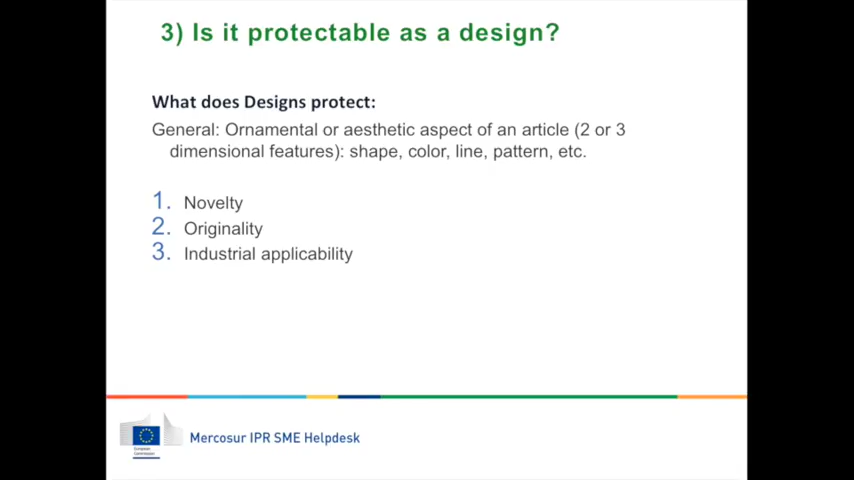 3) Is it protectable as a design?
What does Designs protect:
General: Ornamental or aesthetic aspect of an article (2 or 3
dimensional features): shape, color, line, pattern, etc.
1. Novelty
2. Originality
3. Industrial applicability
Mercosur IPR SME Helpdesk
European
Commission